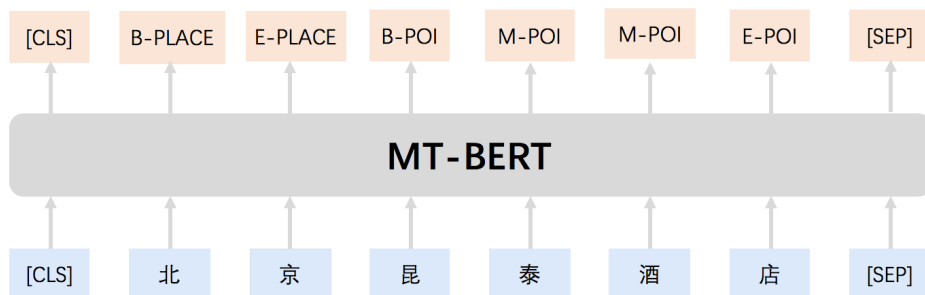 [CLS] B-PLACE E-PLACE B-POI M-POI M-POI E-POI [SEP]
MT-BERT
[CLS] 北 京 昆 泰 酒 店 [SEP]